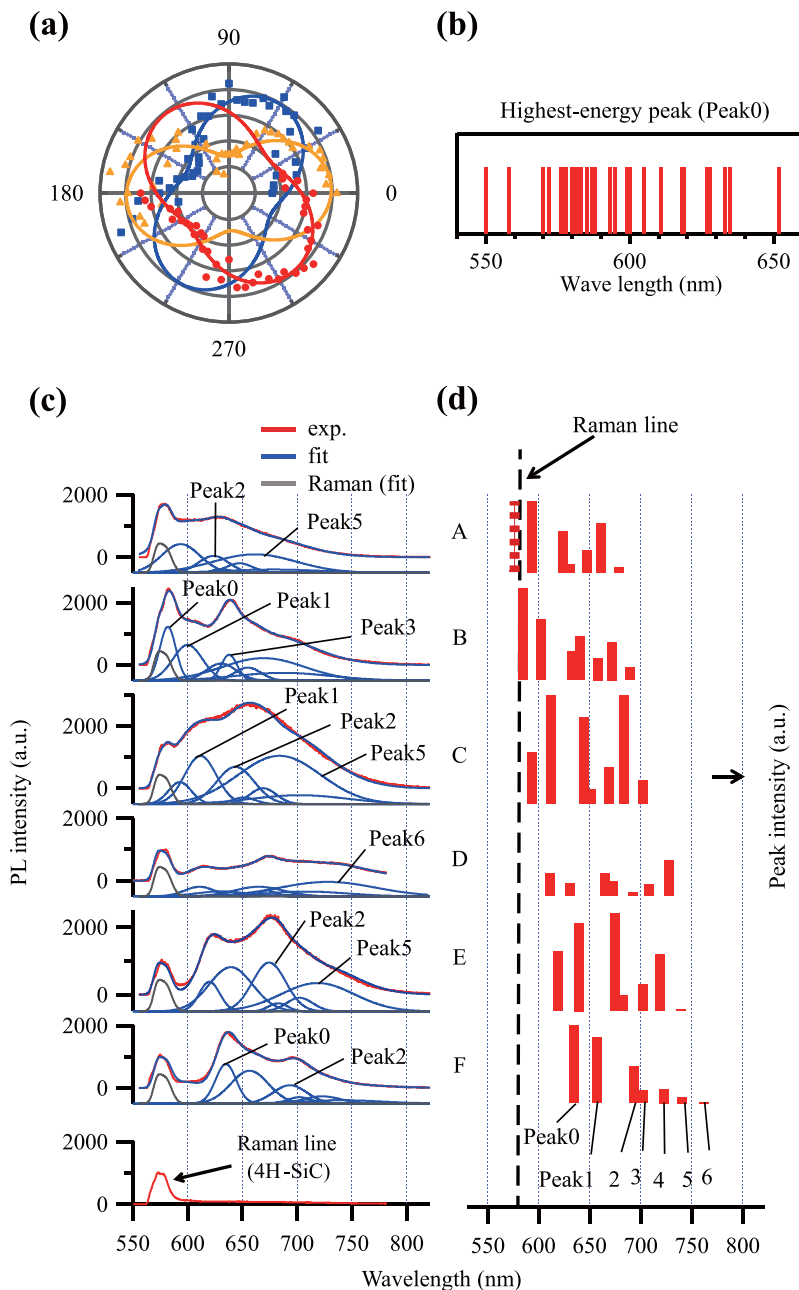 (a)
90
180
0
270
(b)
Highest-energy peak (Peak0)
550 600 650
Wave length (nm)
(c)
exp.
fit
Raman (fit)
PL intensity (a.u.)
2000
0
Peak2
Peak5
2000
0
Peak0
Peak1
Peak3
2000
0
Peak1
Peak2
Peak5
2000
0
Peak6
2000
0
Peak2
Peak5
2000
0
Peak0
Peak2
2000
0
Raman line
(4H-SiC)
550 600 650 700 750 800
Wavelength (nm)
(d)
Raman line
A
B
C
D
E
F
Peak intensity (a.u.)
Peak0
Peak1 2 3 4 5 6
550 600 650 700 750 800